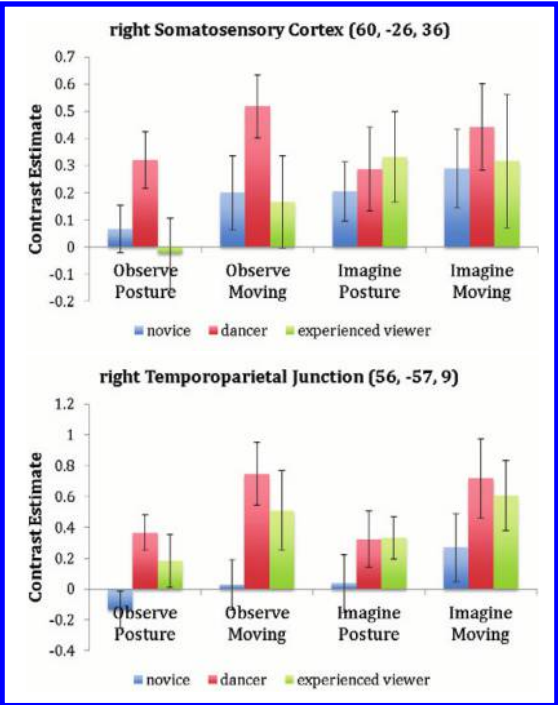 right Somatosensory Cortex (60, -26, 36)
0.7
0.6
0.5
0.4
0.3
0.2
0.1
0
-0.1
-0.2
Contrast Estimate
Observe Posture
Observe Moving
Imagine Posture
Imagine Moving
novice dancer experienced viewer
right Temporoparietal Junction (56, -57, 9)
1.2
1
0.8
0.6
0.4
0.2
0
-0.2
-0.4
Contrast Estimate
Observe Posture
Observe Moving
Imagine Posture
Imagine Moving
novice dancer experienced viewer